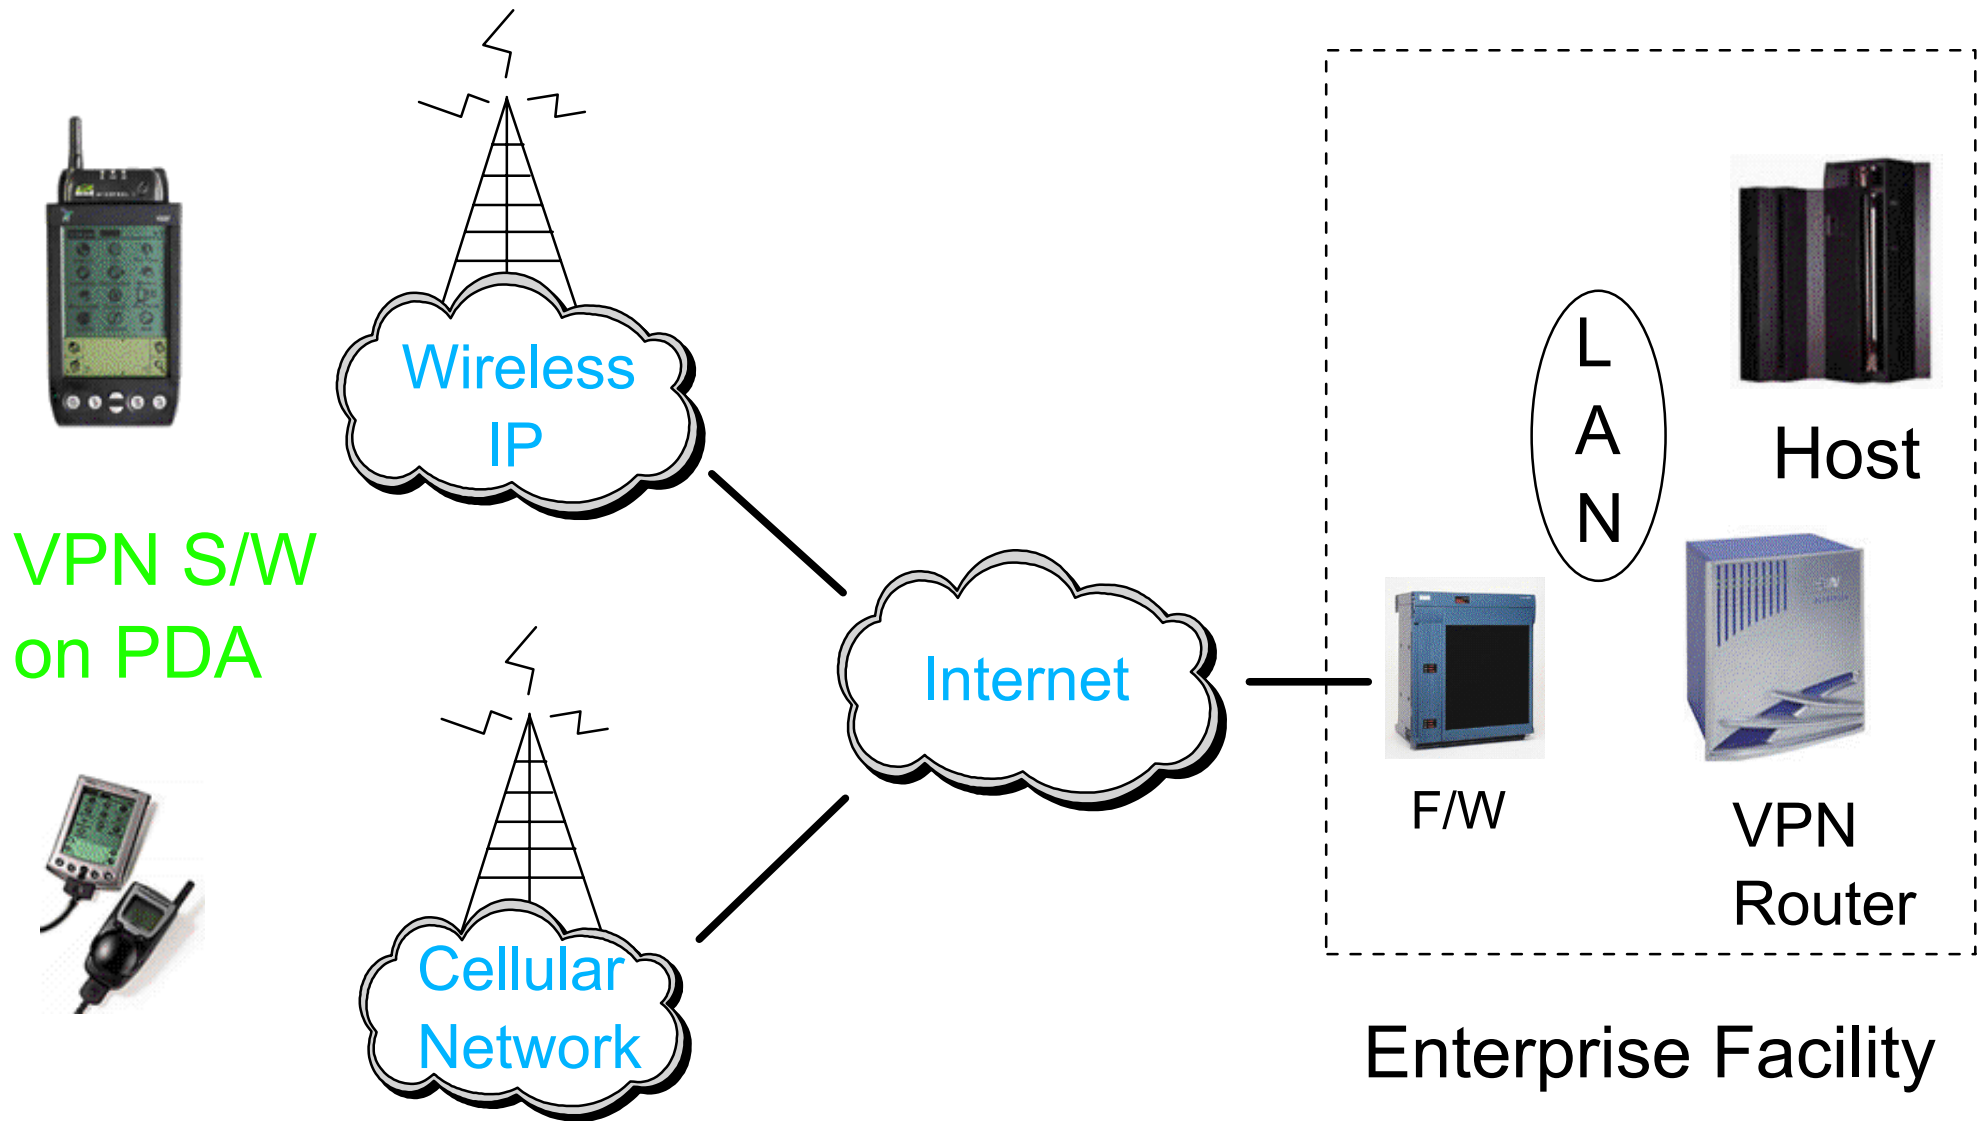 Wireless
IP
VPN S/W
on PDA
Cellular
Network
Internet
L
A
N
Host
F/W
VPN
Router
Enterprise Facility